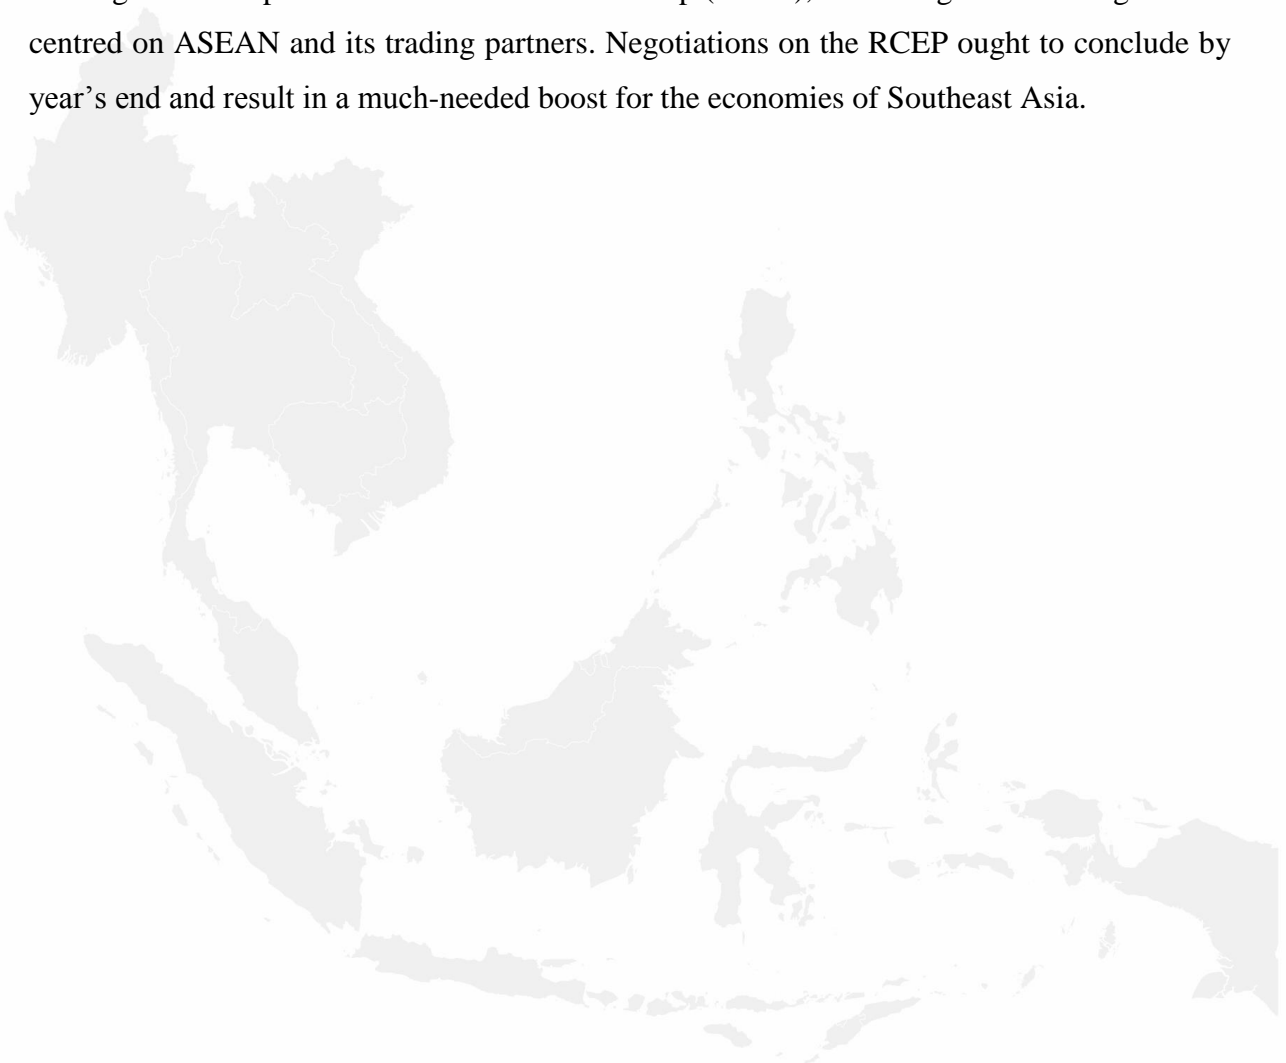 centred on ASEAN and its trading partners. Negotiations on the RCEP ought to conclude by
year’s end and result in a much-needed boost for the economies of Southeast Asia.